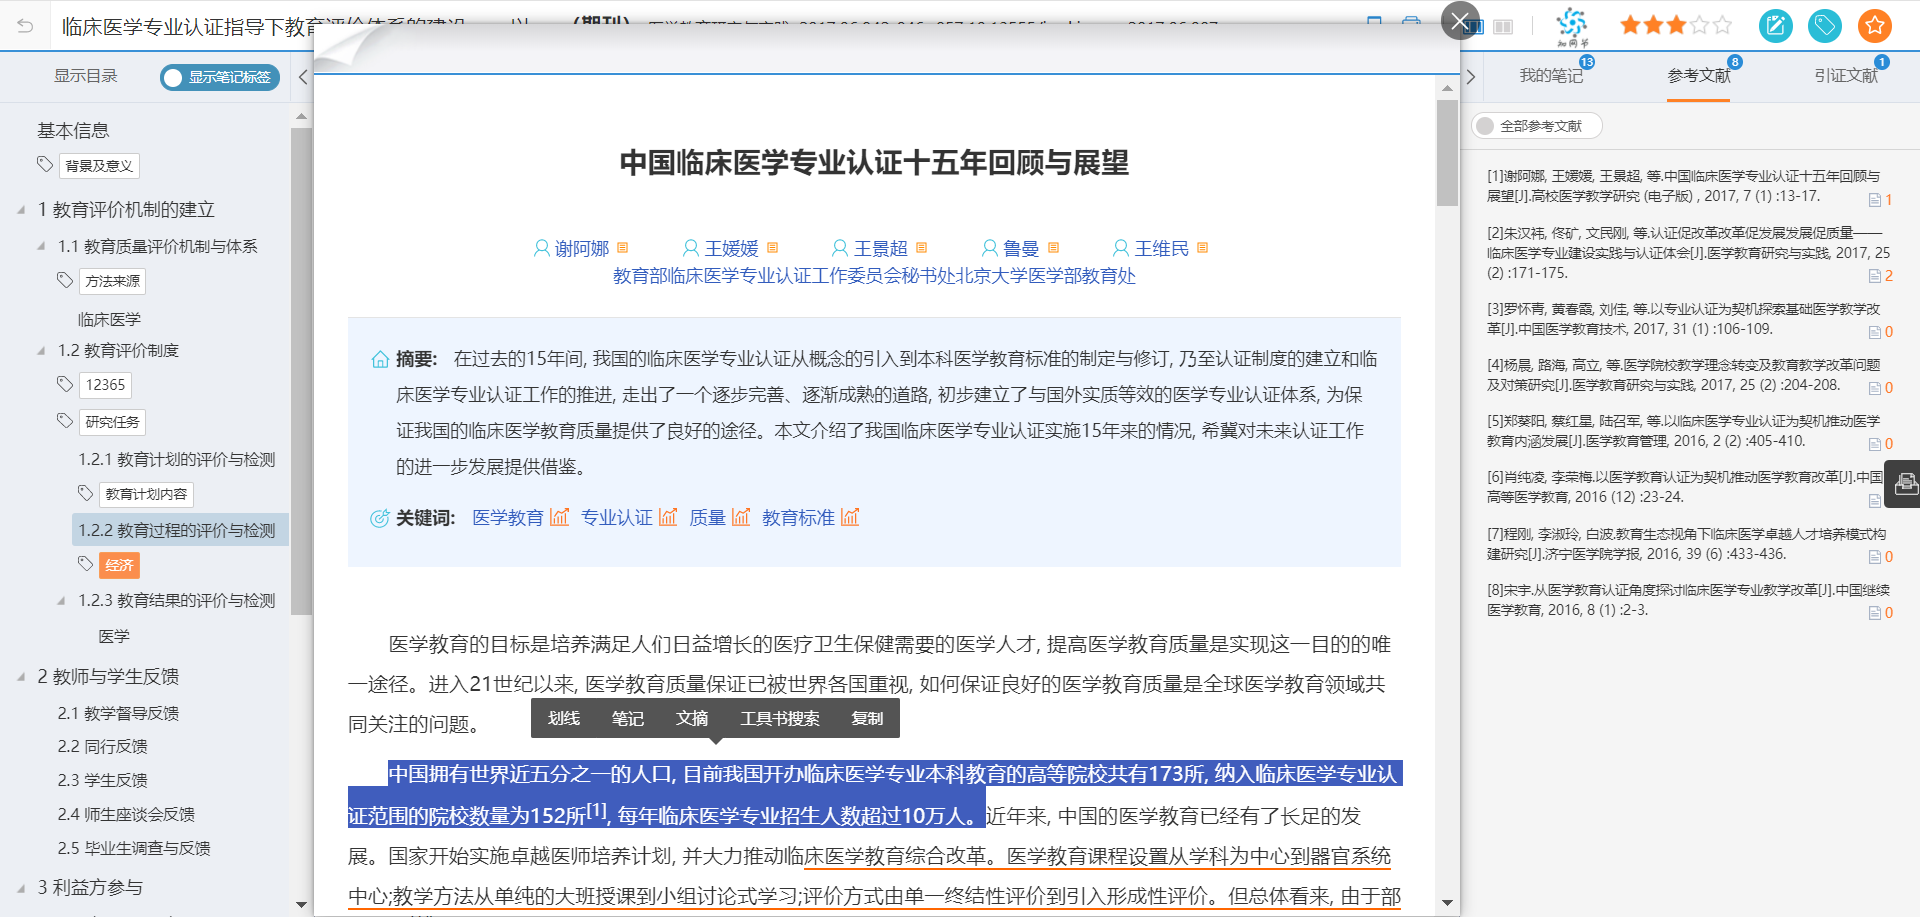 临床医学专业认证指导下教育评价体系的建设
显示目录
显示笔记标签
基本信息
背景及意义
1 教育评价机制的建立
1.1 教育质量评价机制与体系
方法来源
临床医学
1.2 教育评价制度
12365
研究任务
1.2.1 教育计划的评价与检测
教育计划内容
1.2.2 教育过程的评价与检测
经济
1.2.3 教育结果的评价与检测
医学
2 教师与学生反馈
2.1 教学督导反馈
2.2 同行反馈
2.3 学生反馈
2.4 师生座谈会反馈
2.5 毕业生调查与反馈
3 利益方参与
中国临床医学专业认证十五年回顾与展望
谢阿娜 王媛媛 王景超 鲁曼 王维民
教育部临床医学专业认证工作委员会秘书处北京大学医学部教育处
摘要: 在过去的15年间, 我国的临床医学专业认证从概念的引入到本科医学教育标准的制定与修订, 乃至认证制度的建立和临
床医学专业认证工作的推进, 走出了一个逐步完善、逐渐成熟的道路, 初步建立了与国外实质等效的医学专业认证体系, 为保
证我国的临床医学教育质量提供了良好的途径。本文介绍了我国临床医学专业认证实施15年来的情况, 希冀对未来认证工作
的进一步发展提供借鉴。
关键词: 医学教育 专业认证 质量 教育标准
医学教育的目标是培养满足人们日益增长的医疗卫生保健需要的医学人才, 提高医学教育质量是实现这一目的的唯
一途径。进入21世纪以来, 医学教育质量保证已被世界各国重视, 如何保证良好的医学教育质量是全球医学教育领域共
同关注的问题。
划线 笔记 文摘 工具书搜索 复制
中国拥有世界近五分之一的人口, 目前我国开办临床医学专业本科教育的高等院校共有173所, 纳入临床医学专业认
证范围的院校数量为152所[1], 每年临床医学专业招生人数超过10万人。近年来, 中国的医学教育已经有了长足的发
展。国家开始实施卓越医师培养计划, 并大力推动临床医学教育综合改革。医学教育课程设置从学科为中心到器官系统
中心;教学方法从单纯的大班授课到小组讨论式学习;评价方式由单一终结性评价到引入形成性评价。但总体看来, 由于部
知网节
我的笔记 13
参考文献 8
引证文献 1
全部参考文献
[1]谢阿娜, 王媛媛, 王景超, 等.中国临床医学专业认证十五年回顾与
展望[J].高校医学教学研究 (电子版) , 2017, 7 (1) :13-17.
1
[2]朱汉祎, 佟矿, 文民刚, 等.认证促改革改革促发展发展促质量——
临床医学专业建设实践与认证体会[J].医学教育研究与实践, 2017, 25
(2) :171-175.
2
[3]罗怀青, 黄春霞, 刘佳, 等.以专业认证为契机探索基础医学教学改
革[J].中国医学教育技术, 2017, 31 (1) :106-109.
0
[4]杨晨, 路海, 高立, 等.医学院校教学理念转变及教育教学改革问题
及对策研究[J].医学教育研究与实践, 2017, 25 (2) :204-208.
0
[5]郑葵阳, 蔡红星, 陆召军, 等.以临床医学专业认证为契机推动医学
教育内涵发展[J].医学教育管理, 2016, 2 (2) :405-410.
0
[6]肖纯凌, 李荣梅.以医学教育认证为契机推动医学教育改革[J].中国
高等医学教育, 2016 (12) :23-24.
[7]程刚, 李淑玲, 白波.教育生态视角下临床医学卓越人才培养模式构
建研究[J].济宁医学院学报, 2016, 39 (6) :433-436.
0
[8]宋宇.从医学教育认证角度探讨临床医学专业教学改革[J].中国继续
医学教育, 2016, 8 (1) :2-3.
0